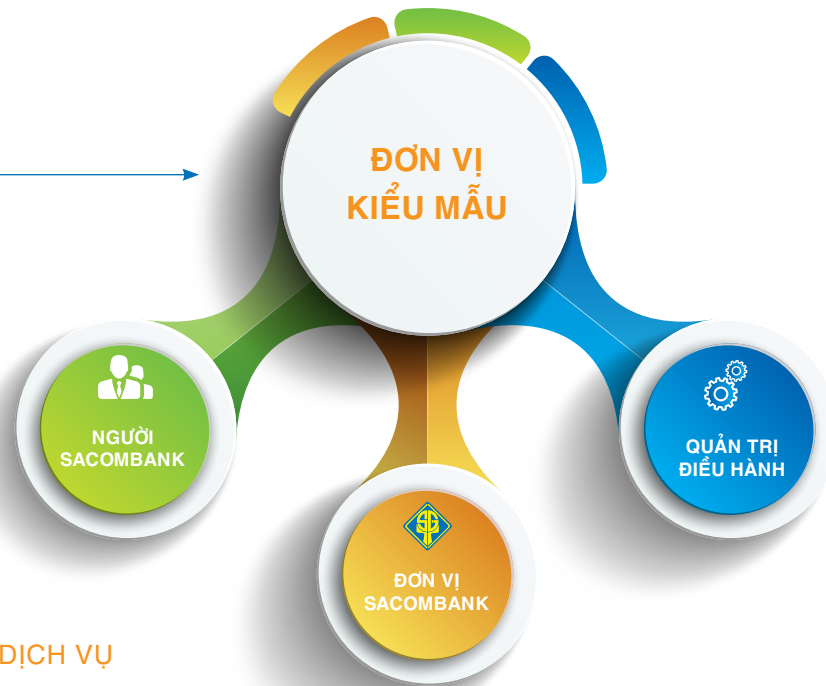 ĐƠN VỊ
KIỂU MẪU
NGƯỜI
SACOMBANK
QUẢN TRỊ
ĐIỀU HÀNH
ĐƠN VỊ
SACOMBANK
DỊCH VỤ